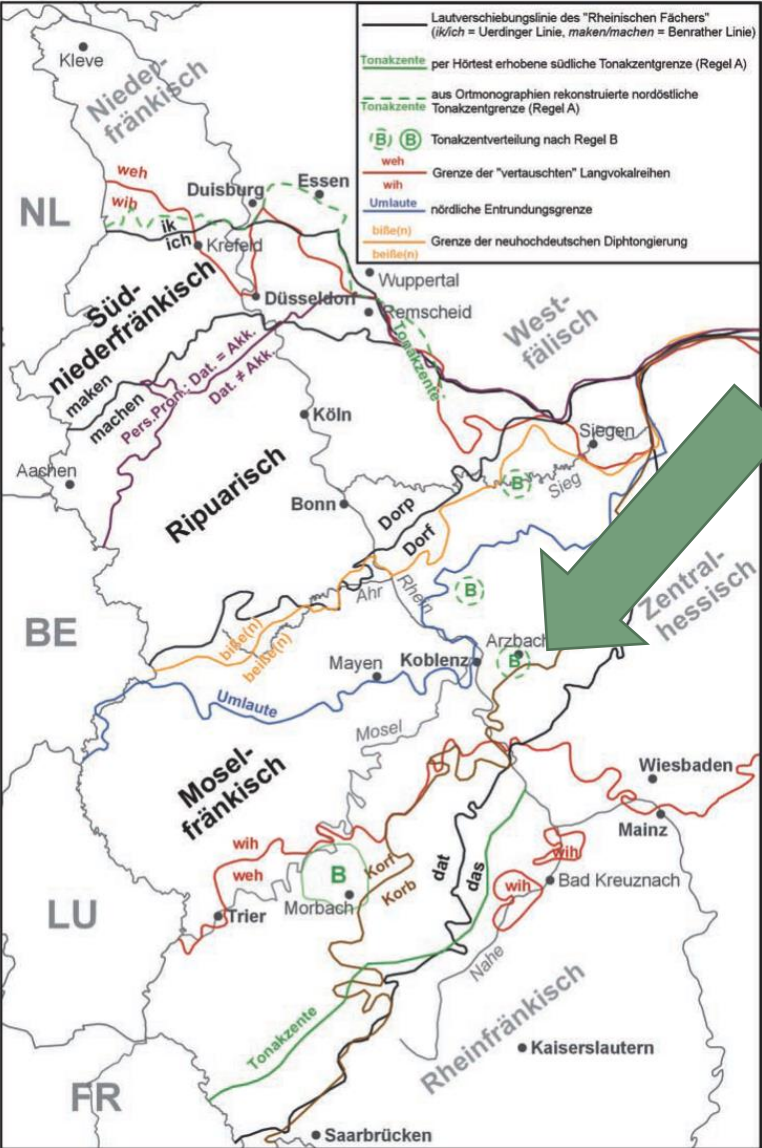 Lautverschiebungslinie des "Rheinischen Fächers"
(ik/ich = Uerdinger Linie, maken/machen = Benrather Linie)
Tonakzente per Hörtest erhobene südliche Tonakzentgrenze (Regel A)
aus Ortmonographien rekonstruierte nordöstliche
Tonakzente Tonakzentgrenze (Regel A)
B B Tonakzentverteilung nach Regel B
weh
wih
Grenze der "vertauschten" Langvokalreihen
Umlaute nördliche Entrundungsgrenze
biße(n)
beiße(n)
Grenze der neuhochdeutschen Diphtongierung
Kleve
Nieder-
fränkisch
NL
weh
wih
Duisburg
Essen
ik
ich
Krefeld
Wuppertal
Düsseldorf
Remscheid
Süd-
niederfränkisch
West-
fälisch
Tonakzente
maken
machen
Pers.Pron.: Dat. = Akk.
Dat. ≠ Akk.
Köln
Siegen
Aachen
Ripuarisch
B
Sieg
Bonn
Dorp
Dorf
Zentral-
hessisch
Ahr
Rhein
B
BE
biße(n)
beiße(n)
Arzbach
B
Mayen
Koblenz
Umlaute
Mosel
Mosel-
fränkisch
Wiesbaden
Mainz
wih
weh
B
Morbach
Korf
Korb
dat
das
wih
wih
Bad Kreuznach
LU
Trier
Nahe
Tonakzente
Rheinfränkisch
Kaiserslautern
FR
Saarbrücken